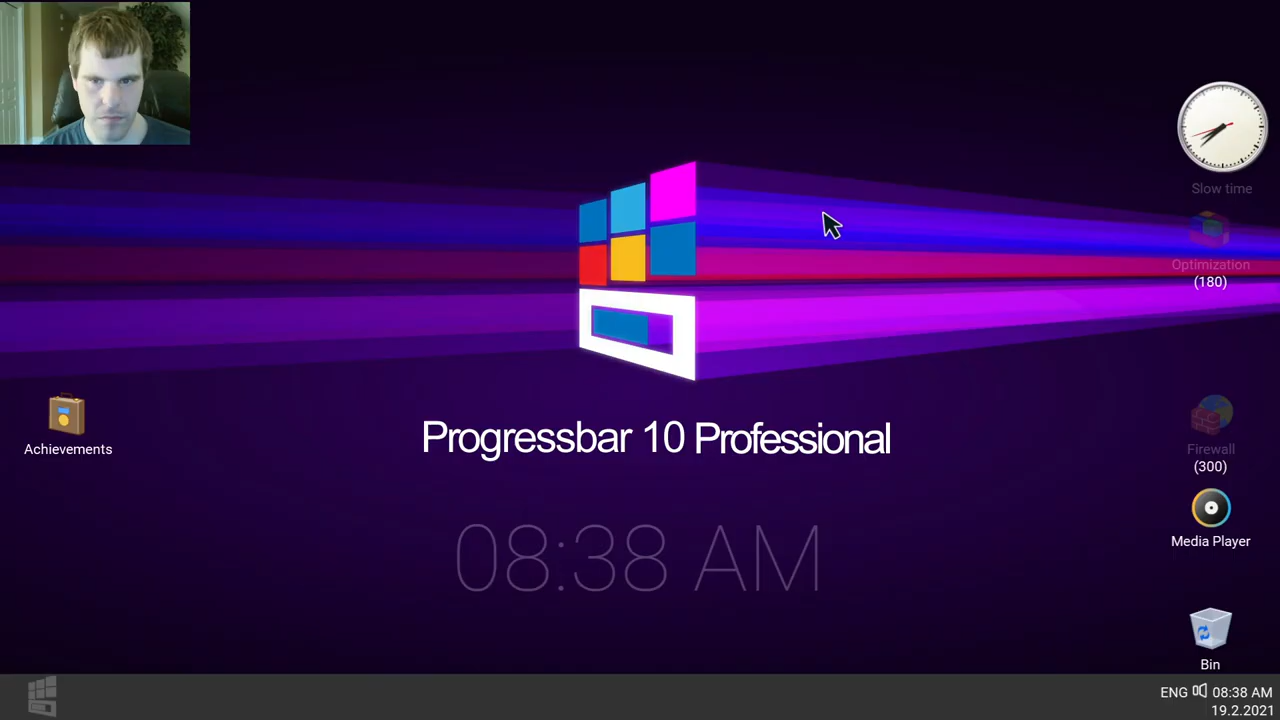 Slow time
Optimization
(180)
Achievements
Progressbar 10 Professional
Firewall
(300)
Media Player
08:38 AM
Bin
ENG 08:38 AM
19.2.2021